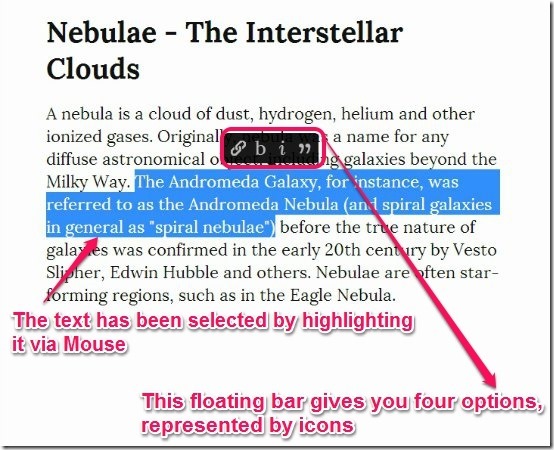 Nebulae - The Interstellar
Clouds
A nebula is a cloud of dust, hydrogen, helium and other
ionized gases. Originally, nebula was a name for any
diffuse astronomical object, including galaxies beyond the
Milky Way. The Andromeda Galaxy, for instance, was
referred to as the Andromeda Nebula (and spiral galaxies
in general as "spiral nebulae") before the true nature of
galaxies was confirmed in the early 20th century by Vesto
Slipher, Edwin Hubble and others. Nebulae are often star-
forming regions, such as in the Eagle Nebula.
b i ”
The text has been selected by highlighting
it via Mouse
This floating bar gives you four options,
represented by icons